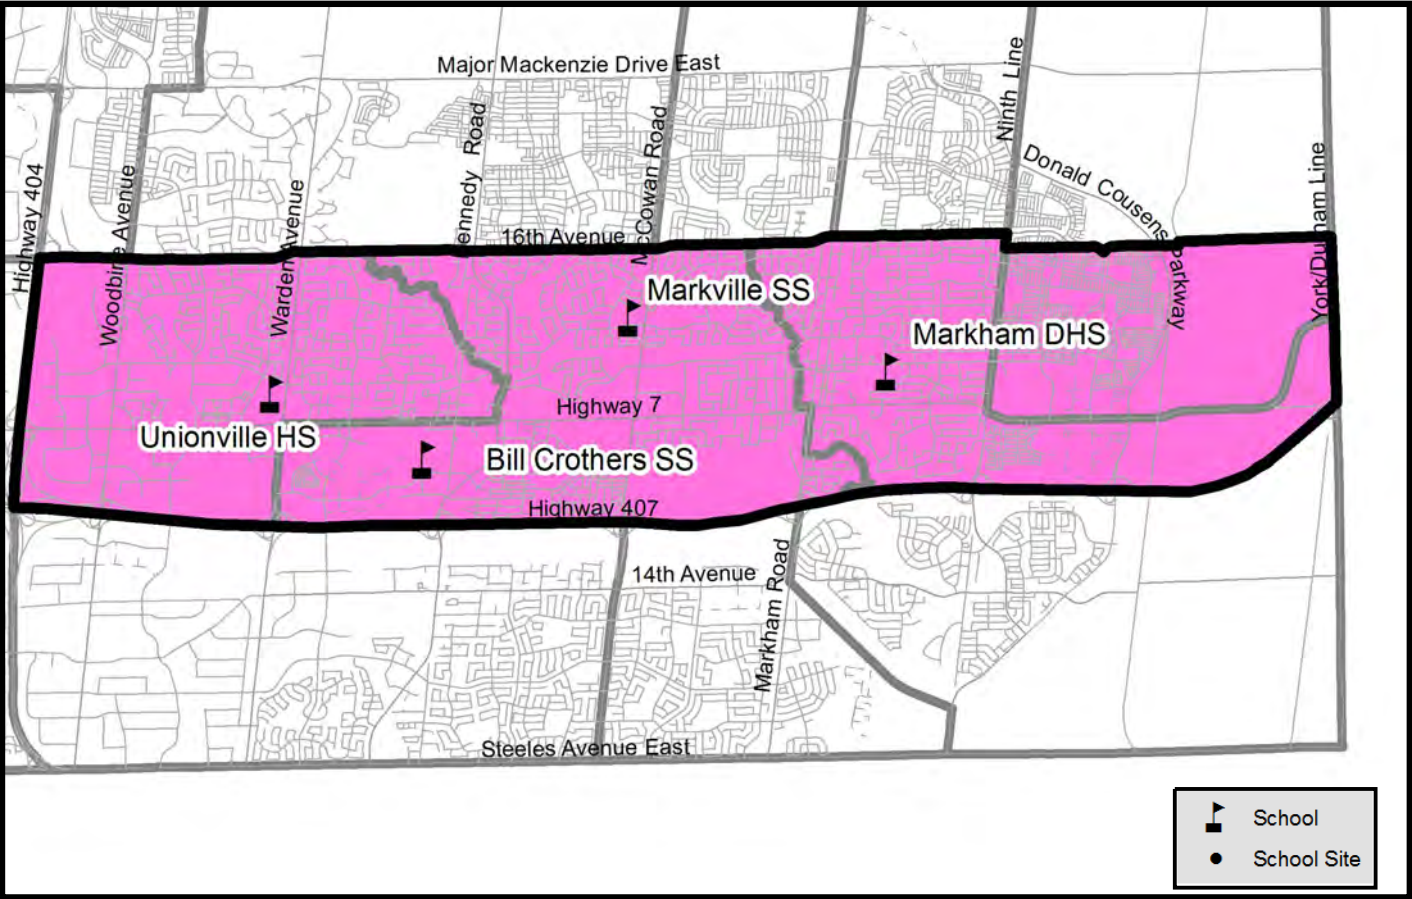 Major Mackenzie Drive East
Ninth Line
Kennedy Road
McCowan Road
Donald Cousens Parkway
York/Durham Line
Highway 404
Woodbine Avenue
Warden Avenue
16th Avenue
Markville SS
Markham DHS
Highway 7
Unionville HS
Bill Crothers SS
Highway 407
14th Avenue
Markham Road
Steeles Avenue East
School
School Site